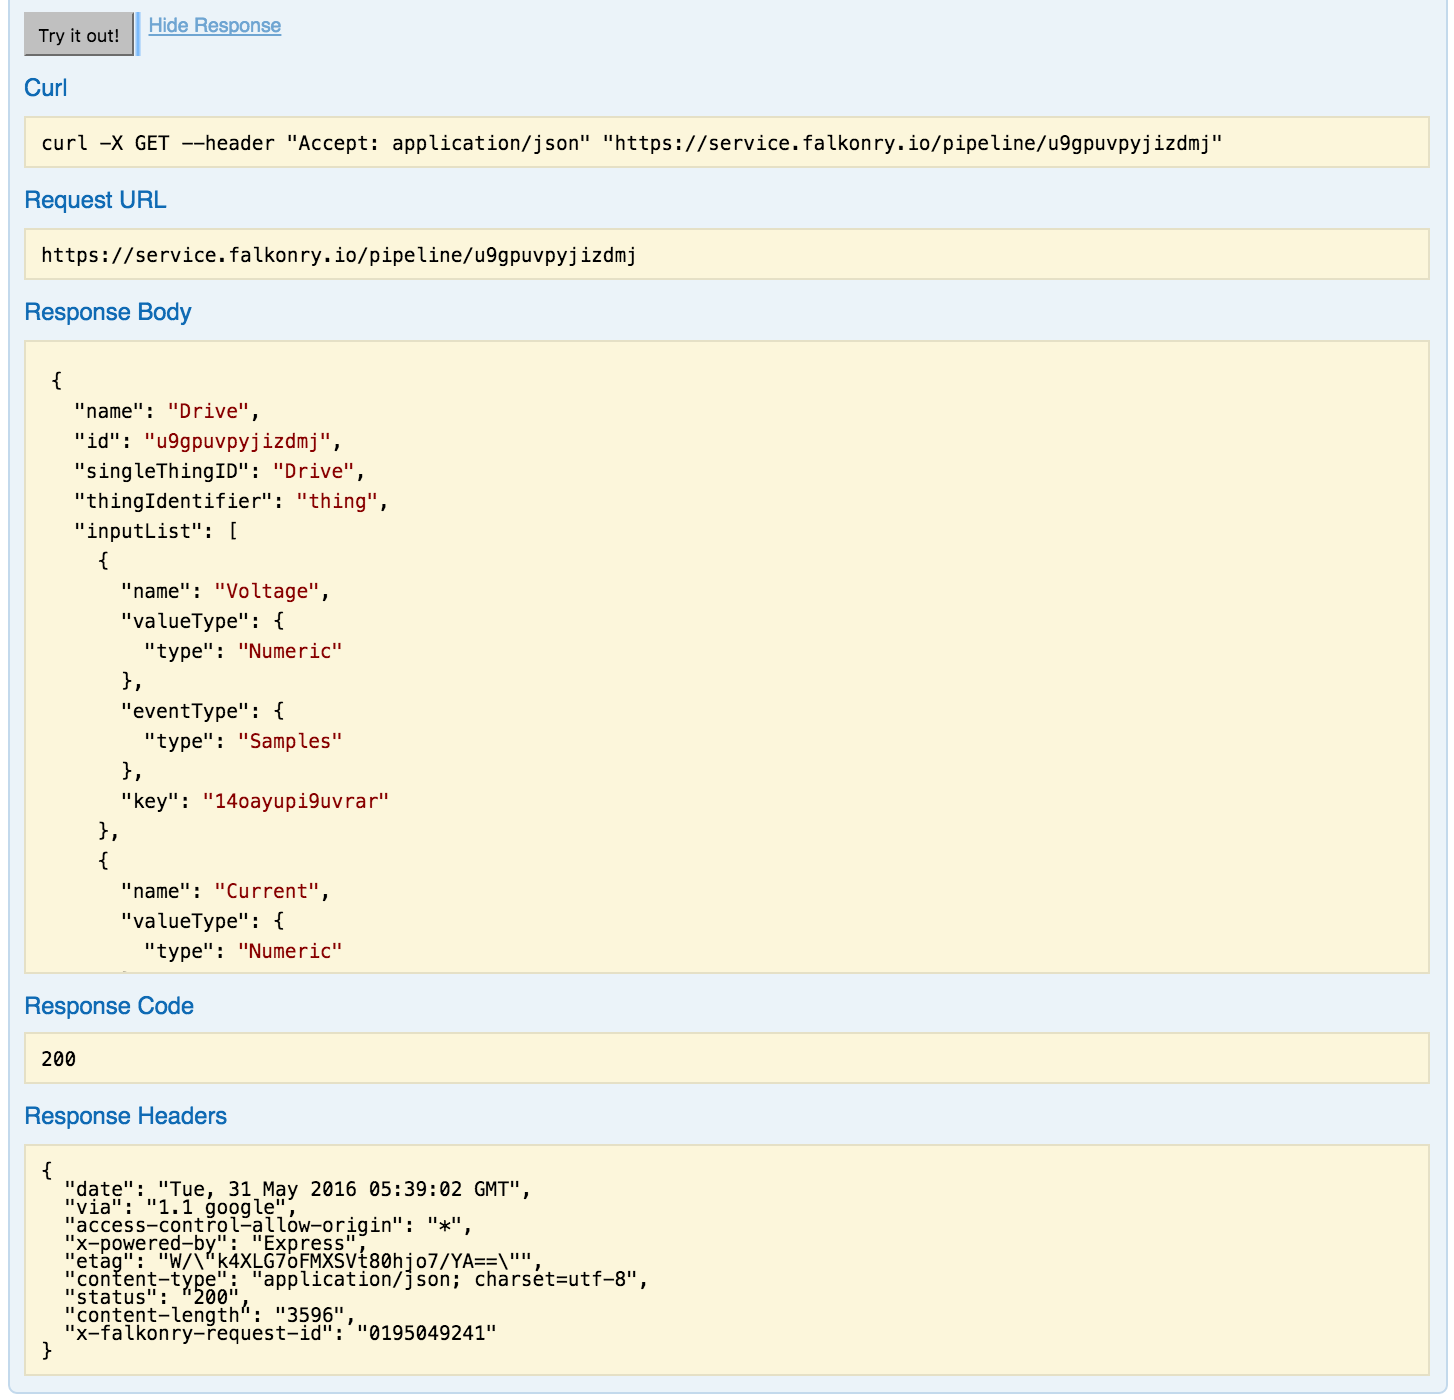 Try it out!
Hide Response
Curl
curl -X GET --header "Accept: application/json" "https://service.falkonry.io/pipeline/u9gpuvpyjizdmj"
Request URL
https://service.falkonry.io/pipeline/u9gpuvpyjizdmj
Response Body
{
  "name": "Drive",
  "id": "u9gpuvpyjizdmj",
  "singleThingID": "Drive",
  "thingIdentifier": "thing",
  "inputList": [
    {
      "name": "Voltage",
      "valueType": {
        "type": "Numeric"
      },
      "eventType": {
        "type": "Samples"
      },
      "key": "14oayupi9uvrar"
    },
    {
      "name": "Current",
      "valueType": {
        "type": "Numeric"
Response Code
200
Response Headers
{
  "date": "Tue, 31 May 2016 05:39:02 GMT",
  "via": "1.1 google",
  "access-control-allow-origin": "*",
  "x-powered-by": "Express",
  "etag": "W/\"k4XLG7oFMXSVt80hjo7/YA==\"",
  "content-type": "application/json; charset=utf-8",
  "status": "200",
  "content-length": "3596",
  "x-falkonry-request-id": "0195049241"
}